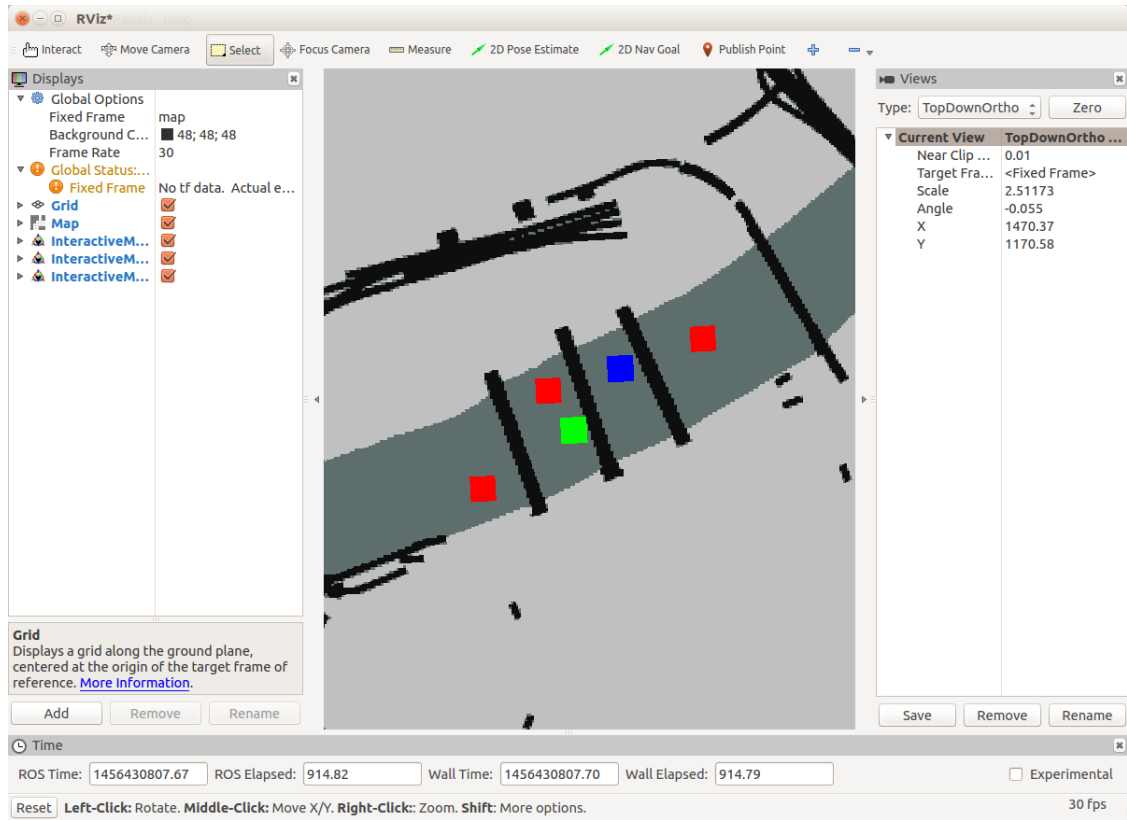 RViz*
Interact Move Camera Select Focus Camera Measure 2D Pose Estimate 2D Nav Goal Publish Point
Displays
Global Options
Fixed Frame map
Background C... 48; 48; 48
Frame Rate 30
Global Status:...
Fixed Frame No tf data. Actual e...
Grid
Map
InteractiveM...
InteractiveM...
InteractiveM...
Grid
Displays a grid along the ground plane,
centered at the origin of the target frame of
reference. More Information.
Add Remove Rename
Views
Type: TopDownOrtho Zero
Current View TopDownOrtho ...
Near Clip ... 0.01
Target Fra... <Fixed Frame>
Scale 2.51173
Angle -0.055
X 1470.37
Y 1170.58
Save Remove Rename
Time
ROS Time: 1456430807.67 ROS Elapsed: 914.82 Wall Time: 1456430807.70 Wall Elapsed: 914.79 Experimental
Reset Left-Click: Rotate. Middle-Click: Move X/Y. Right-Click:: Zoom. Shift: More options. 30 fps